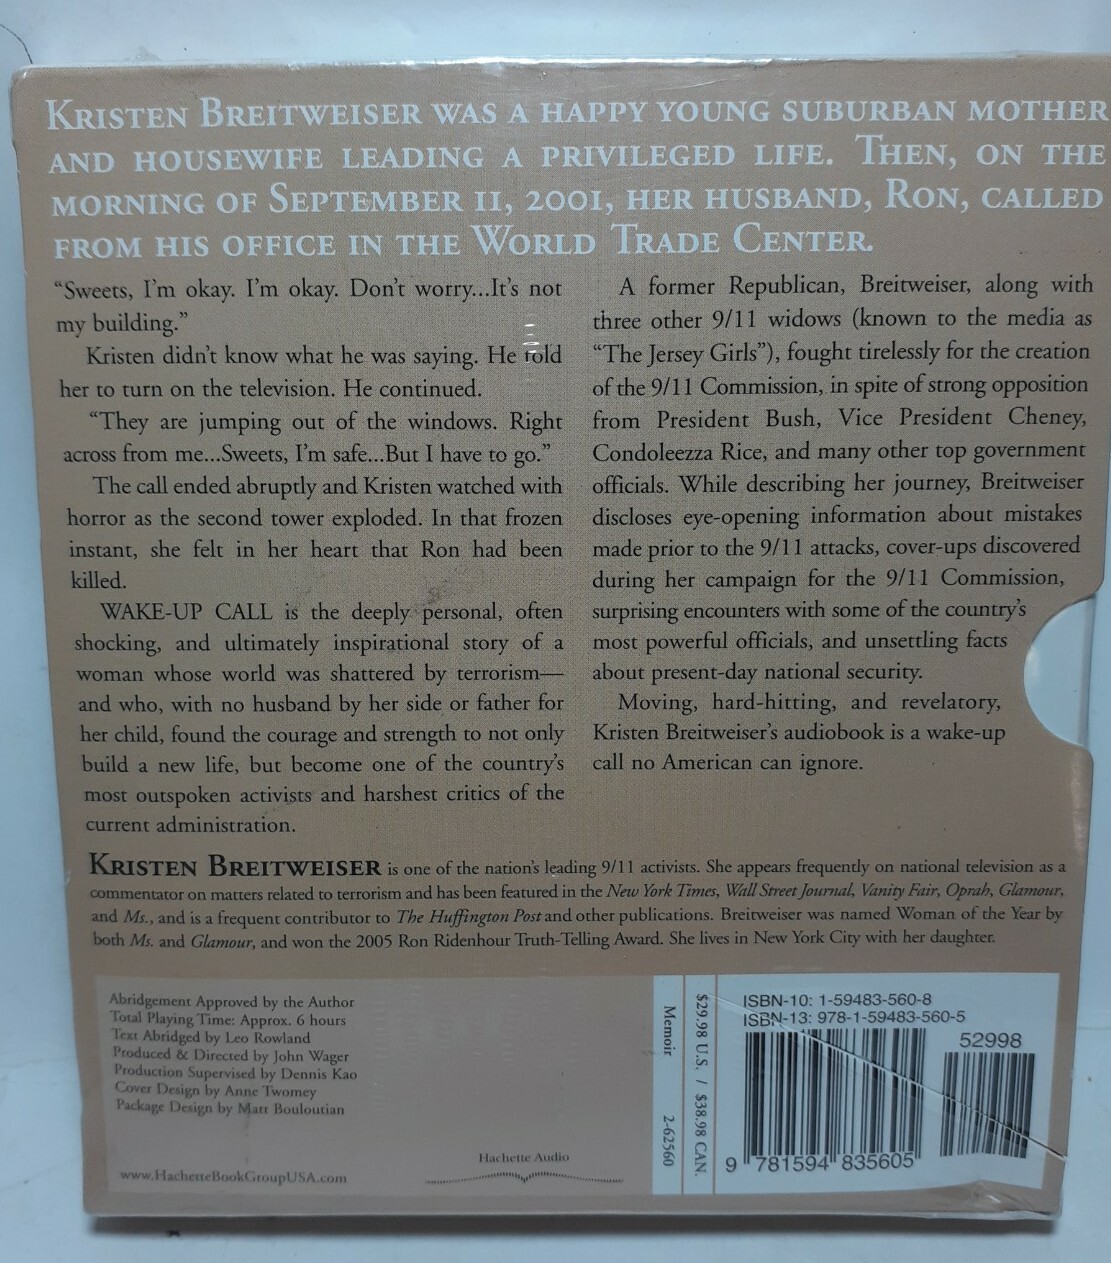 Kristen Breitweiser was a happy young suburban mother
and housewife leading a privileged life. Then, on the
morning of September 11, 2001, her husband, Ron, called
from his office in the World Trade Center.
“Sweets, I’m okay. I’m okay. Don’t worry...It’s not
my building.”
Kristen didn’t know what he was saying. He told
her to turn on the television. He continued.
“They are jumping out of the windows. Right
across from me...Sweets, I’m safe...But I have to go.”
The call ended abruptly and Kristen watched with
horror as the second tower exploded. In that frozen
instant, she felt in her heart that Ron had been
killed.
WAKE-UP CALL is the deeply personal, often
shocking, and ultimately inspirational story of a
woman whose world was shattered by terrorism—
and who, with no husband by her side or father for
her child, found the courage and strength to not only
build a new life, but become one of the country’s
most outspoken activists and harshest critics of the
current administration.
A former Republican, Breitweiser, along with
three other 9/11 widows (known to the media as
“The Jersey Girls”), fought tirelessly for the creation
of the 9/11 Commission, in spite of strong opposition
from President Bush, Vice President Cheney,
Condoleezza Rice, and many other top government
officials. While describing her journey, Breitweiser
discloses eye-opening information about mistakes
made prior to the 9/11 attacks, cover-ups discovered
during her campaign for the 9/11 Commission,
surprising encounters with some of the country’s
most powerful officials, and unsettling facts
about present-day national security.
Moving, hard-hitting, and revelatory,
Kristen Breitweiser’s audiobook is a wake-up
call no American can ignore.
Kristen Breitweiser is one of the nation’s leading 9/11 activists. She appears frequently on national television as a
commentator on matters related to terrorism and has been featured in the New York Times, Wall Street Journal, Vanity Fair, Oprah, Glamour,
and Ms., and is a frequent contributor to The Huffington Post and other publications. Breitweiser was named Woman of the Year by
both Ms. and Glamour, and won the 2005 Ron Ridenhour Truth-Telling Award. She lives in New York City with her daughter.
Abridgement Approved by the Author
Total Playing Time: Approx. 6 hours
Text Abridged by Leo Rowland
Produced & Directed by John Wager
Production Supervised by Dennis Kao
Cover Design by Anne Twomey
Package Design by Matt Bouloutian
www.HachetteBookGroupUSA.com
Hachette Audio
Memoir 2-62560
$29.98 U.S. / $38.98 CAN.
ISBN-10: 1-59483-560-8
ISBN-13: 978-1-59483-560-5
52998
9 781594 835605